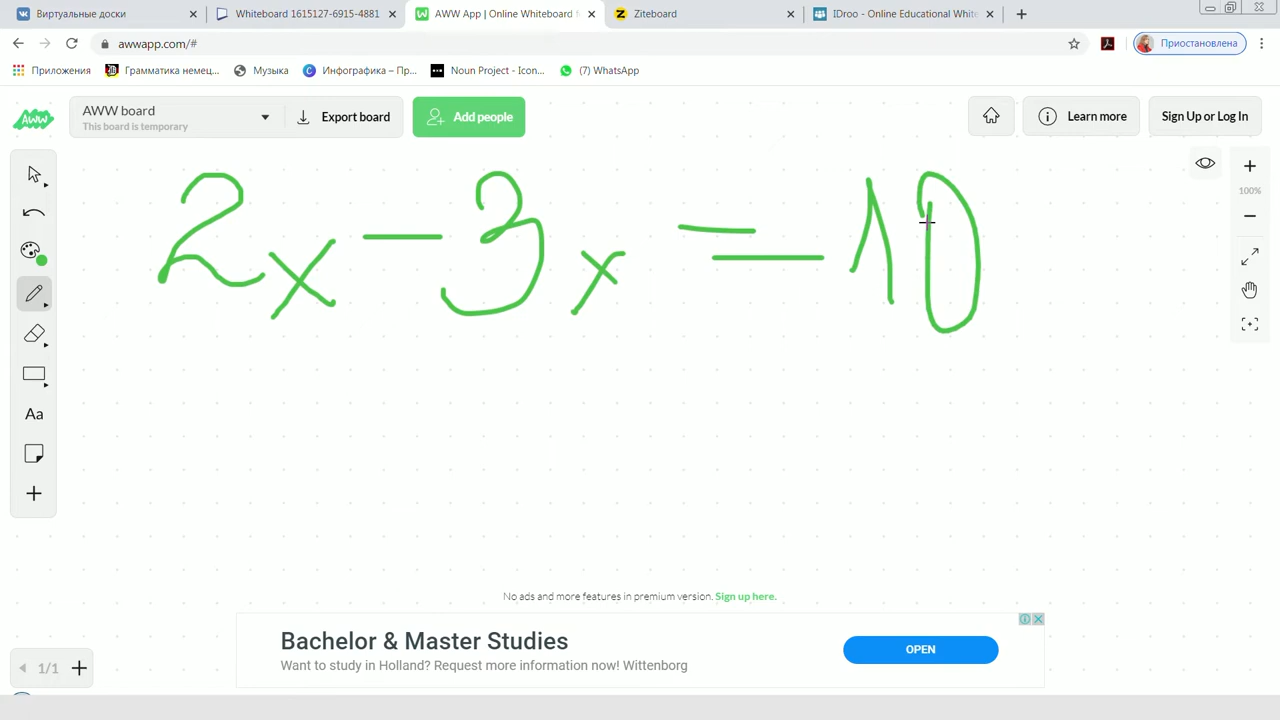 Виртуальные доск
Whiteboard 1615127-6915-4881
AWW App | Online Whiteboard f
Ziteboard
IDroo - Online Educational White
awwapp.com/#
Приостановлена
Приложения
Грамматика немец...
Музыка
Инфографика – Пр...
Noun Project - Icon...
(7) WhatsApp
AWW
AWW board
This board is temporary
Export board
Add people
Learn more
Sign Up or Log In
100%
2x - 3x = 10
Aa
No ads and more features in premium version. Sign up here.
Bachelor & Master Studies
Want to study in Holland? Request more information now! Wittenborg
OPEN
1/1